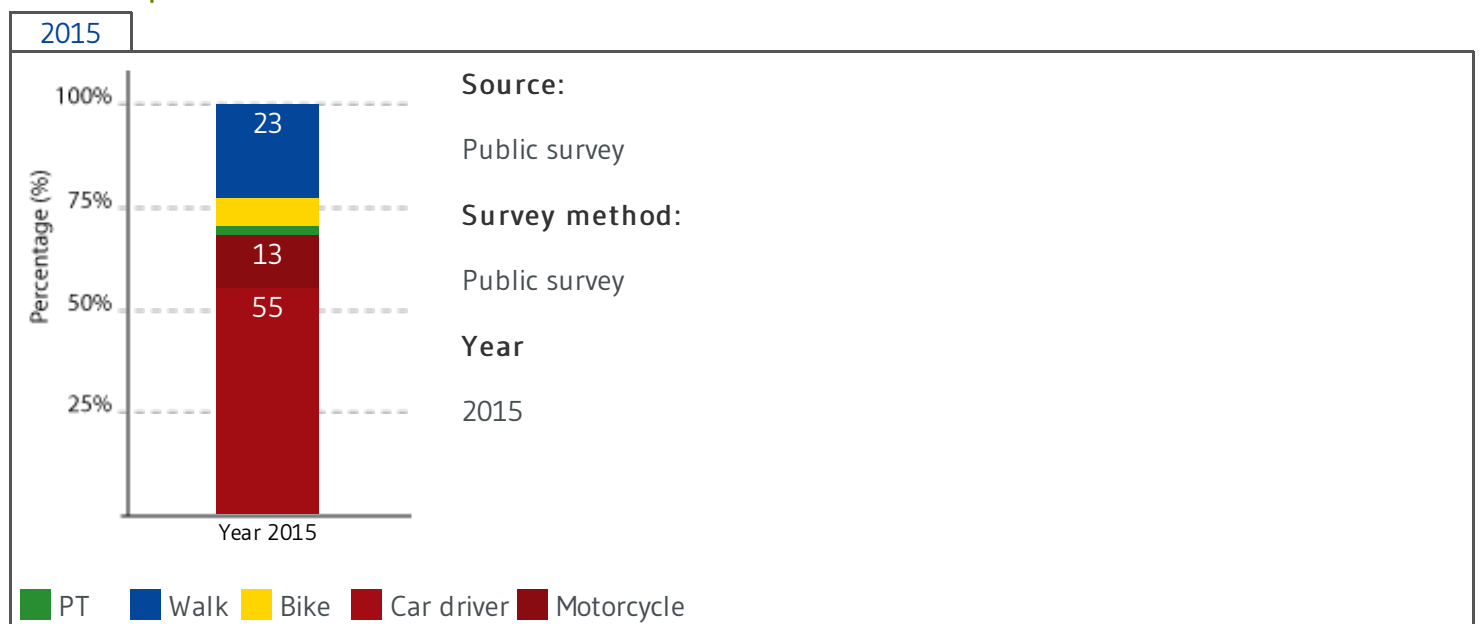 2015
100%
75%
50%
25%
Percentage (%)
23
13
55
Year 2015
Source:
Public survey
Survey method:
Public survey
Year
2015
PT Walk Bike Car driver Motorcycle